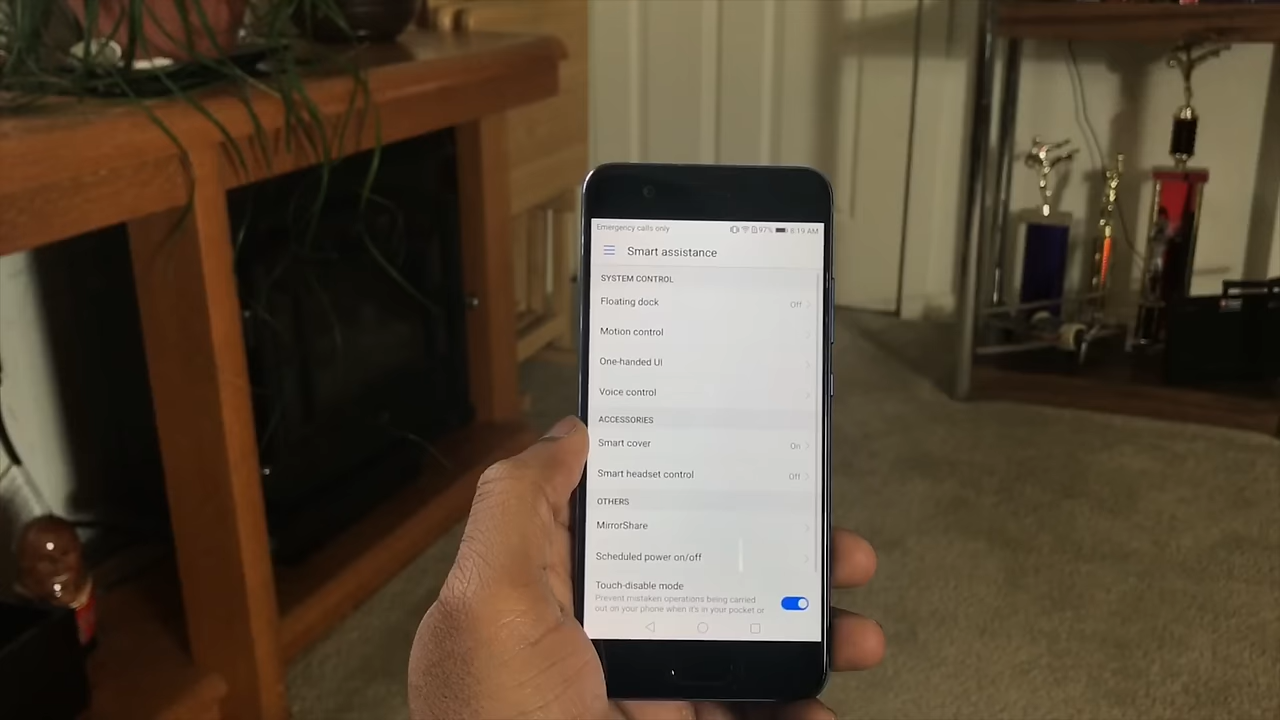 Emergency calls only 97% 8:19 AM
Smart assistance
SYSTEM CONTROL
Floating dock Off
Motion control
One-handed UI
Voice control
ACCESSORIES
Smart cover On
Smart headset control Off
OTHERS
MirrorShare
Scheduled power on/off
Touch-disable mode
Prevent mistaken operations being carried
out on your phone when it's in your pocket or